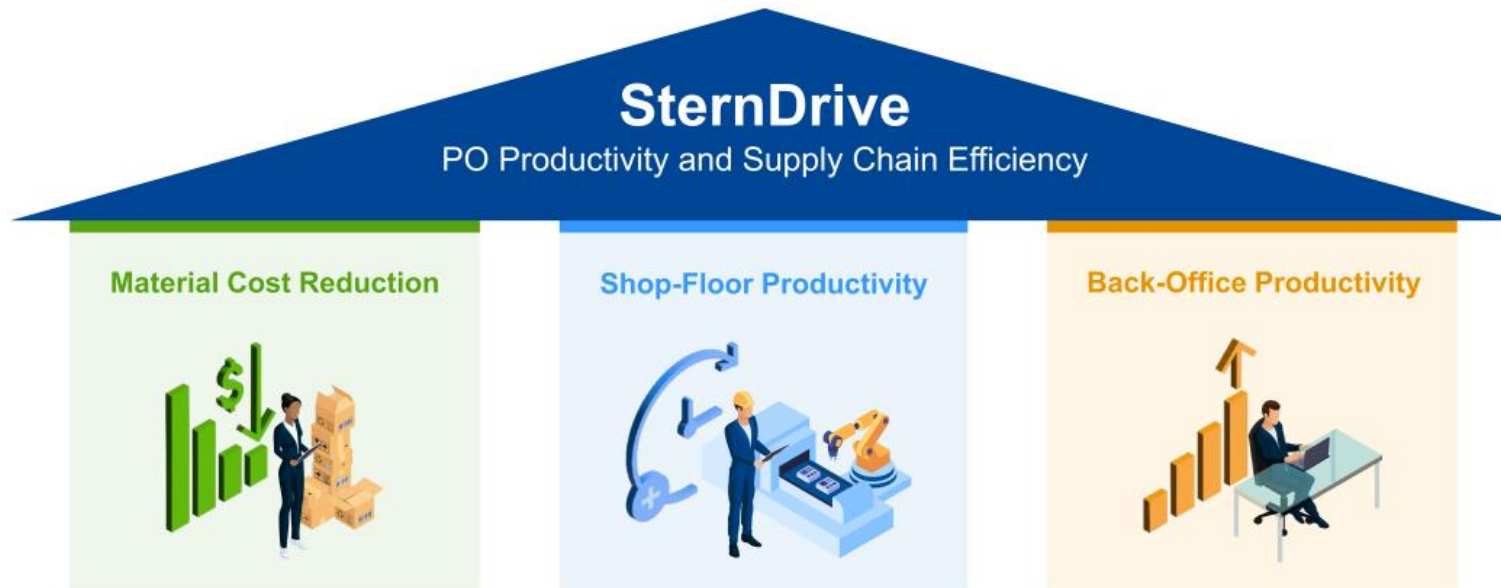 SternDrive
PO Productivity and Supply Chain Efficiency
Material Cost Reduction
Shop-Floor Productivity
Back-Office Productivity
$